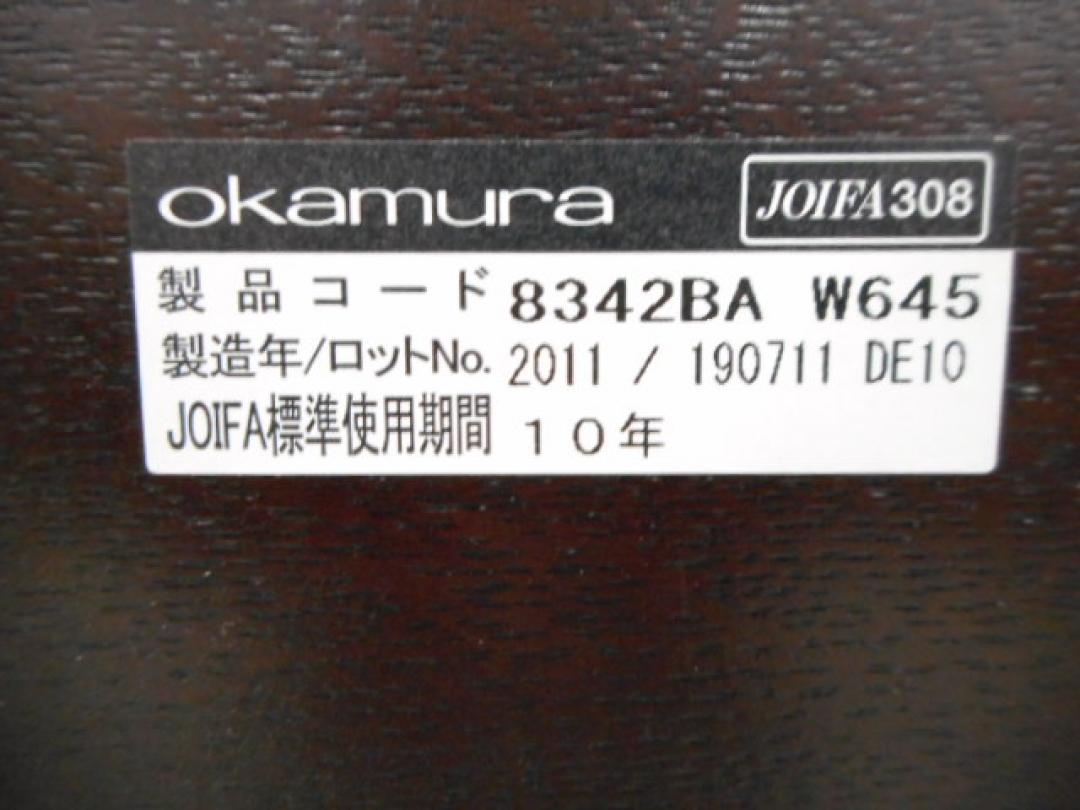 okamura JOIFA308
製品コード 8342BA W645
製造年/ロットNo. 2011 / 190711 DE10
JOIFA標準使用期間 10年